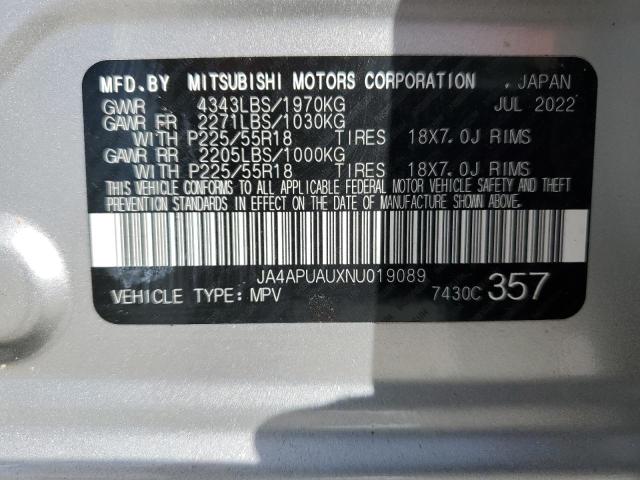 MFD.BY MITSUBISHI MOTORS CORPORATION , JAPAN
GVWR 4343LBS/1970KG JUL 2022
GAWR FR 2271LBS/1030KG
WITH P225/55R18 TIRES 18X7.0J RIMS
GAWR RR 2205LBS/1000KG
WITH P225/55R18 TIRES 18X7.0J RIMS
THIS VEHICLE CONFORMS TO ALL APPLICABLE FEDERAL MOTOR VEHICLE SAFETY AND THEFT
PREVENTION STANDARDS IN EFFECT ON THE DATE OF MANUFACTURE SHOWN ABOVE.
JA4APUAUXNU019089
VEHICLE TYPE: MPV 7430C 357